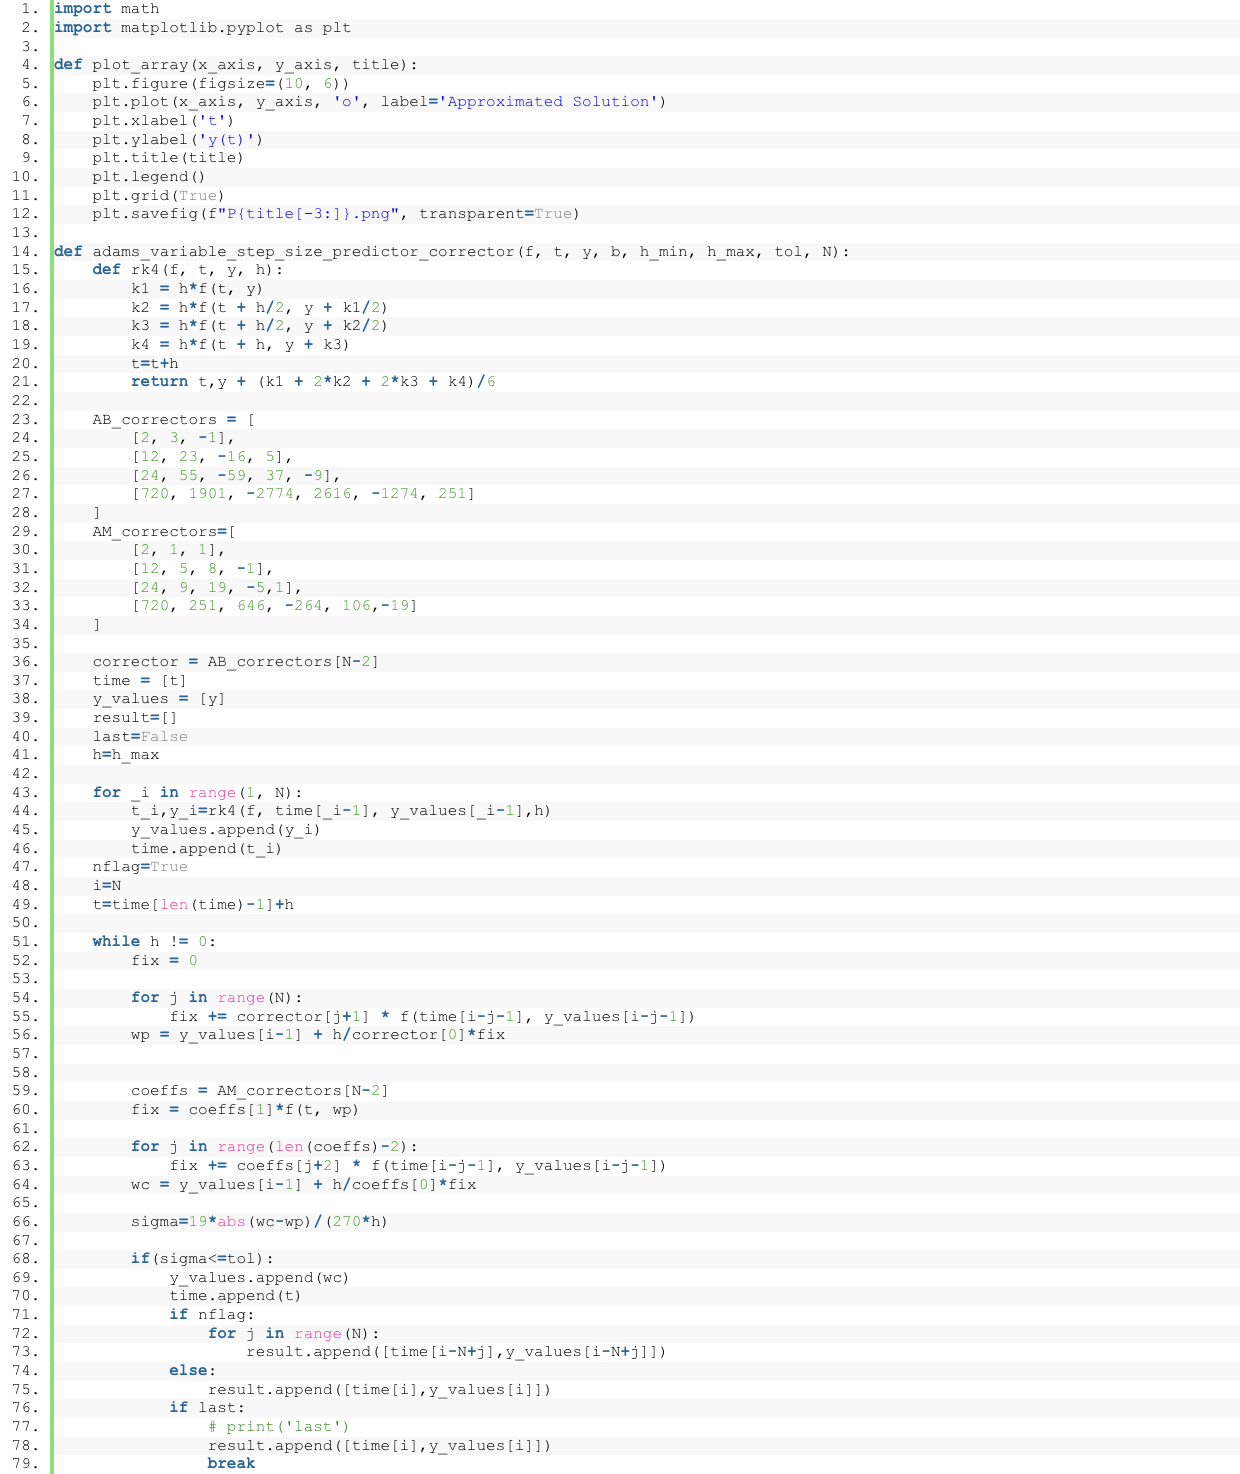 1. import math
2. import matplotlib.pyplot as plt
3.
4. def plot_array(x_axis, y_axis, title):
5.     plt.figure(figsize=(10, 6))
6.     plt.plot(x_axis, y_axis, 'o', label='Approximated Solution')
7.     plt.xlabel('t')
8.     plt.ylabel('y(t)')
9.     plt.title(title)
10.     plt.legend()
11.     plt.grid(True)
12.     plt.savefig(f"P{title[-3:]}.png", transparent=True)
13.
14. def adams_variable_step_size_predictor_corrector(f, t, y, b, h_min, h_max, tol, N):
15.     def rk4(f, t, y, h):
16.         k1 = h*f(t, y)
17.         k2 = h*f(t + h/2, y + k1/2)
18.         k3 = h*f(t + h/2, y + k2/2)
19.         k4 = h*f(t + h, y + k3)
20.         t=t+h
21.         return t,y + (k1 + 2*k2 + 2*k3 + k4)/6
22.
23.     AB_correctors = [
24.         [2, 3, -1],
25.         [12, 23, -16, 5],
26.         [24, 55, -59, 37, -9],
27.         [720, 1901, -2774, 2616, -1274, 251]
28.     ]
29.     AM_correctors=[
30.         [2, 1, 1],
31.         [12, 5, 8, -1],
32.         [24, 9, 19, -5,1],
33.         [720, 251, 646, -264, 106,-19]
34.     ]
35.
36.     corrector = AB_correctors[N-2]
37.     time = [t]
38.     y_values = [y]
39.     result=[]
40.     last=False
41.     h=h_max
42.
43.     for _i in range(1, N):
44.         t_i,y_i=rk4(f, time[_i-1], y_values[_i-1],h)
45.         y_values.append(y_i)
46.         time.append(t_i)
47.     nflag=True
48.     i=N
49.     t=time[len(time)-1]+h
50.
51.     while h != 0:
52.         fix = 0
53.
54.         for j in range(N):
55.             fix += corrector[j+1] * f(time[i-j-1], y_values[i-j-1])
56.         wp = y_values[i-1] + h/corrector[0]*fix
57.
58.
59.         coeffs = AM_correctors[N-2]
60.         fix = coeffs[1]*f(t, wp)
61.
62.         for j in range(len(coeffs)-2):
63.             fix += coeffs[j+2] * f(time[i-j-1], y_values[i-j-1])
64.         wc = y_values[i-1] + h/coeffs[0]*fix
65.
66.         sigma=19*abs(wc-wp)/(270*h)
67.
68.         if(sigma<=tol):
69.             y_values.append(wc)
70.             time.append(t)
71.             if nflag:
72.                 for j in range(N):
73.                     result.append([time[i-N+j],y_values[i-N+j]])
74.             else:
75.                 result.append([time[i],y_values[i]])
76.             if last:
77.                 # print('last')
78.                 result.append([time[i],y_values[i]])
79.                 break